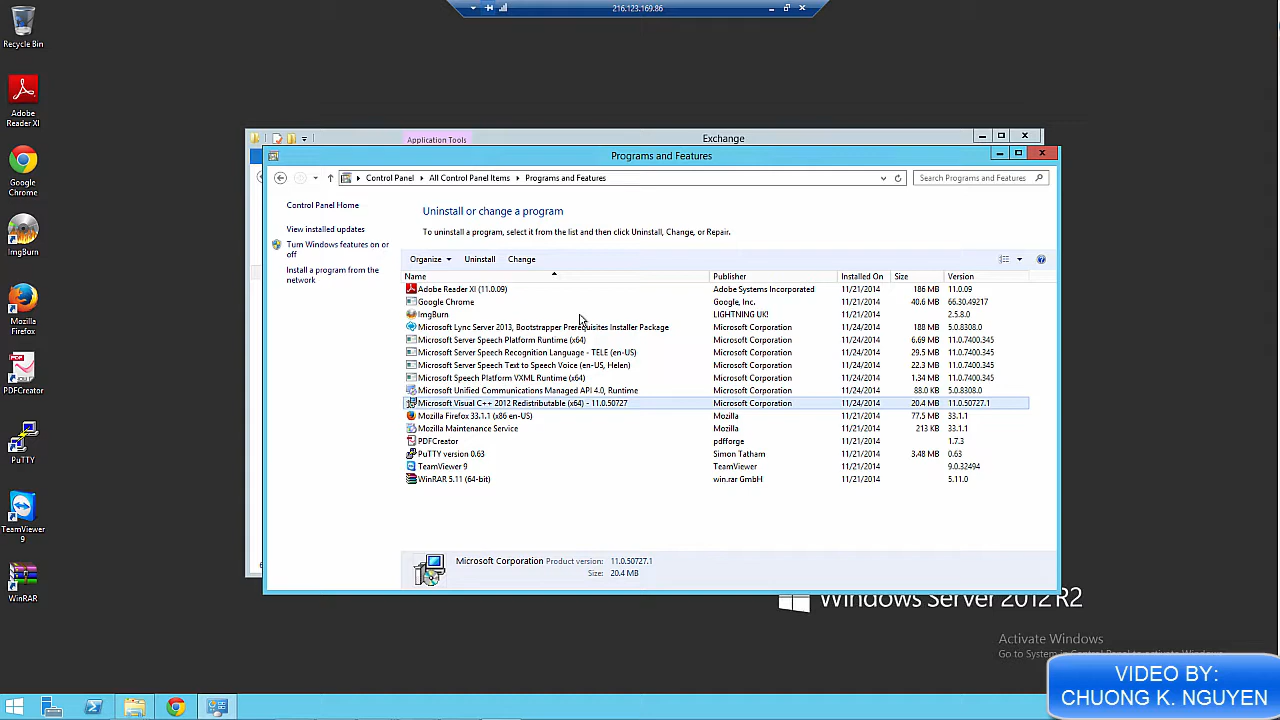 216.123.169.86
Recycle Bin
Adobe
Reader XI
Google
Chrome
ImgBurn
Mozilla
Firefox
PDFCreator
PuTTY
TeamViewer
9
WinRAR
Application Tools
Exchange
Programs and Features
Control Panel
All Control Panel Items
Programs and Features
Search Programs and Features
Control Panel Home
View installed updates
Turn Windows features on or
off
Install a program from the
network
Uninstall or change a program
To uninstall a program, select it from the list and then click Uninstall, Change, or Repair.
Organize Uninstall Change
Name Publisher Installed On Size Version
Adobe Reader XI (11.0.09) Adobe Systems Incorporated 11/21/2014 186 MB 11.0.09
Google Chrome Google, Inc. 11/21/2014 40.6 MB 66.30.49217
ImgBurn LIGHTNING UK! 11/21/2014 2.5.8.0
Microsoft Lync Server 2013, Bootstrapper Prerequisites Installer Package Microsoft Corporation 11/24/2014 188 MB 5.0.8308.0
Microsoft Server Speech Platform Runtime (x64) Microsoft Corporation 11/24/2014 6.69 MB 11.0.7400.345
Microsoft Server Speech Recognition Language - TELE (en-US) Microsoft Corporation 11/24/2014 29.5 MB 11.0.7400.345
Microsoft Server Speech Text to Speech Voice (en-US, Helen) Microsoft Corporation 11/24/2014 22.3 MB 11.0.7400.345
Microsoft Speech Platform VXML Runtime (x64) Microsoft Corporation 11/24/2014 1.34 MB 11.0.7400.345
Microsoft Unified Communications Managed API 4.0, Runtime Microsoft Corporation 11/24/2014 88.0 KB 5.0.8308.0
Microsoft Visual C++ 2012 Redistributable (x64) - 11.0.50727 Microsoft Corporation 11/24/2014 20.4 MB 11.0.50727.1
Mozilla Firefox 33.1.1 (x86 en-US) Mozilla 11/21/2014 77.5 MB 33.1.1
Mozilla Maintenance Service Mozilla 11/21/2014 213 KB 33.1.1
PDFCreator pdfforge 11/21/2014 1.7.3
PuTTY version 0.63 Simon Tatham 11/21/2014 3.48 MB 0.63
TeamViewer 9 TeamViewer 11/21/2014 9.0.32494
WinRAR 5.11 (64-bit) win.rar GmbH 11/21/2014 5.11.0
Microsoft Corporation Product version: 11.0.50727.1
Size: 20.4 MB
Windows Server 2012 R2
Activate Windows
Go to System in Control Panel to activate Windows.
VIDEO BY:
CHUONG K. NGUYEN